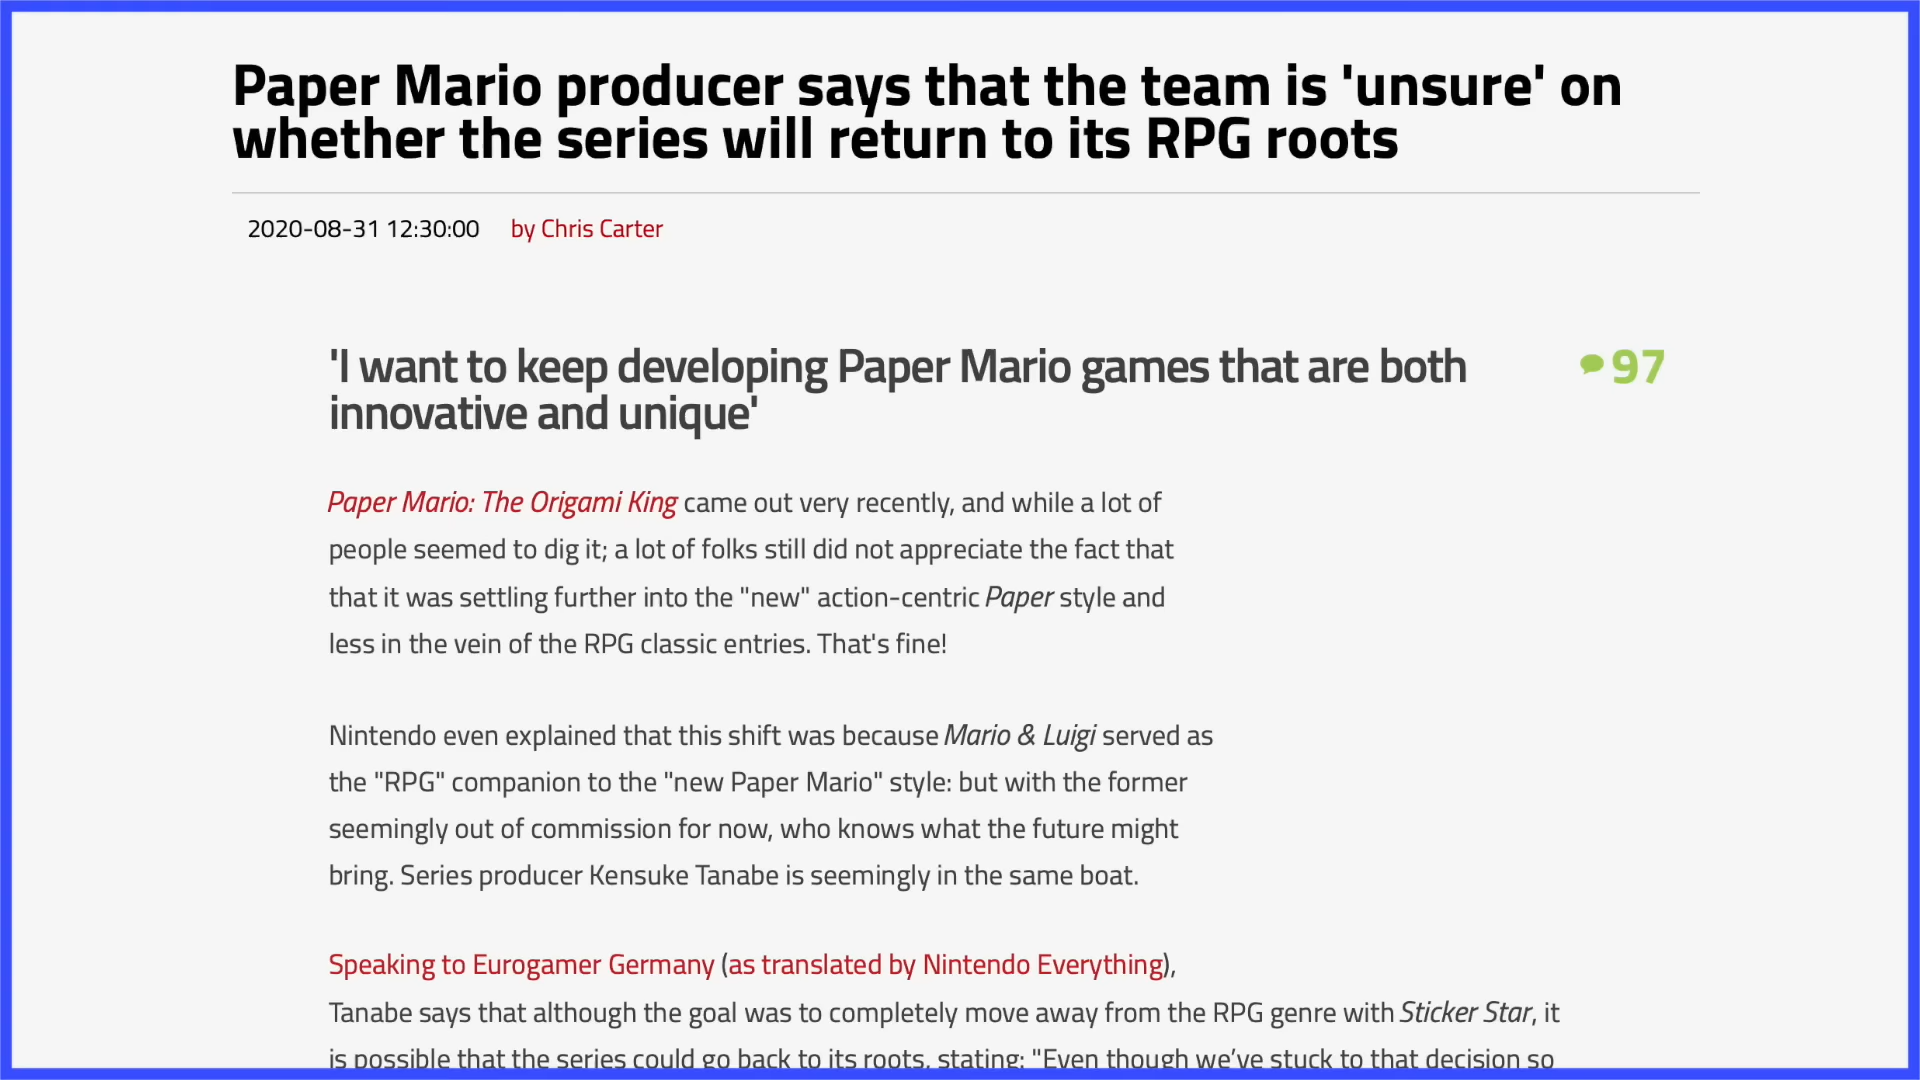 Paper Mario producer says that the team is 'unsure' on
whether the series will return to its RPG roots
2020-08-31 12:30:00 by Chris Carter
'I want to keep developing Paper Mario games that are both
innovative and unique'
97
Paper Mario: The Origami King came out very recently, and while a lot of
people seemed to dig it; a lot of folks still did not appreciate the fact that
that it was settling further into the "new" action-centric Paper style and
less in the vein of the RPG classic entries. That's fine!
Nintendo even explained that this shift was because Mario & Luigi served as
the "RPG" companion to the "new Paper Mario" style: but with the former
seemingly out of commission for now, who knows what the future might
bring. Series producer Kensuke Tanabe is seemingly in the same boat.
Speaking to Eurogamer Germany (as translated by Nintendo Everything),
Tanabe says that although the goal was to completely move away from the RPG genre with Sticker Star, it
is possible that the series could go back to its roots, stating: "Even though we’ve stuck to that decision so